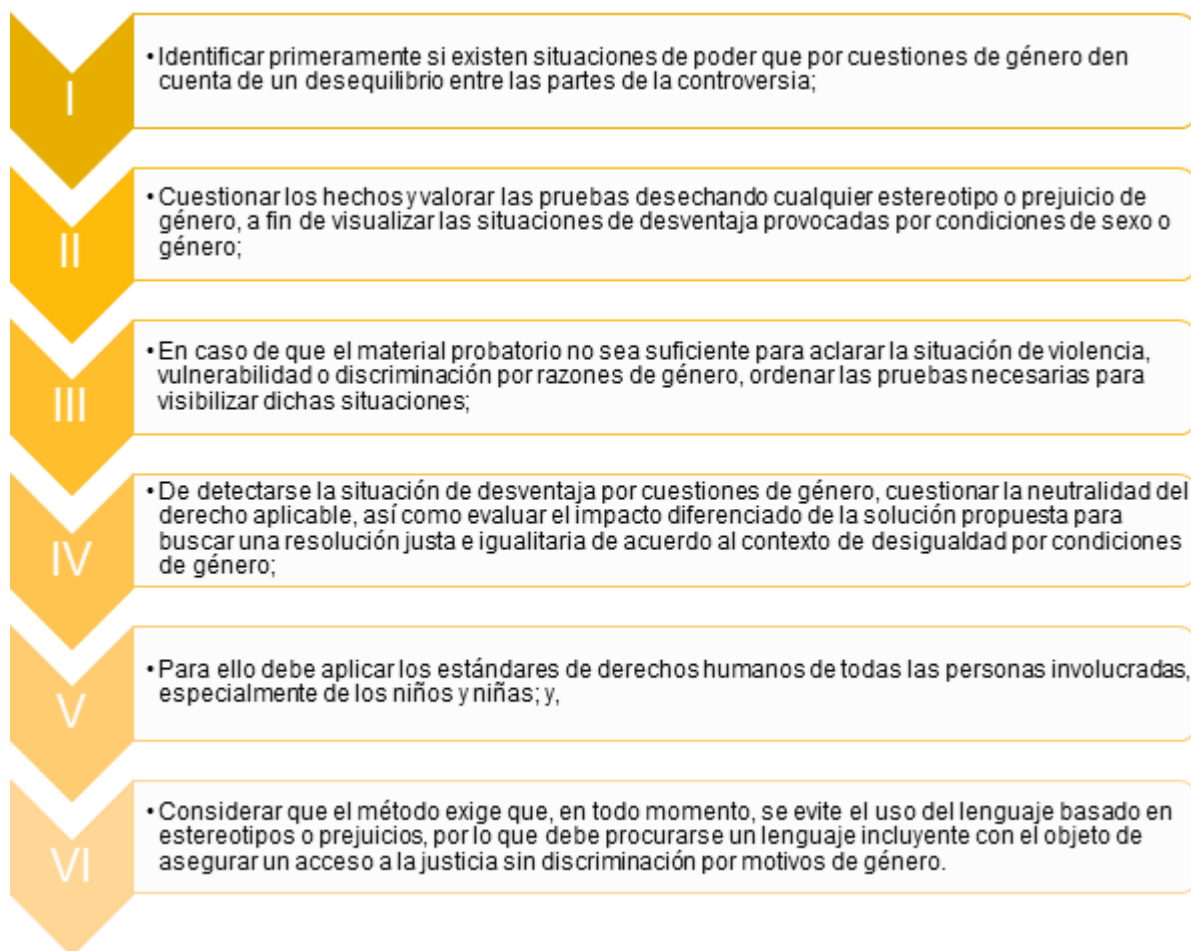 I
• Identificar primeramente si existen situaciones de poder que por cuestiones de género den
cuenta de un desequilibrio entre las partes de la controversia;
II
• Cuestionar los hechos y valorar las pruebas desechando cualquier estereotipo o prejuicio de
género, a fin de visualizar las situaciones de desventaja provocadas por condiciones de sexo o
género;
III
• En caso de que el material probatorio no sea suficiente para aclarar la situación de violencia,
vulnerabilidad o discriminación por razones de género, ordenar las pruebas necesarias para
visibilizar dichas situaciones;
IV
• De detectarse la situación de desventaja por cuestiones de género, cuestionar la neutralidad del
derecho aplicable, así como evaluar el impacto diferenciado de la solución propuesta para
buscar una resolución justa e igualitaria de acuerdo al contexto de desigualdad por condiciones
de género;
V
• Para ello debe aplicar los estándares de derechos humanos de todas las personas involucradas,
especialmente de los niños y niñas; y,
VI
• Considerar que el método exige que, en todo momento, se evite el uso del lenguaje basado en
estereotipos o prejuicios, por lo que debe procurarse un lenguaje incluyente con el objeto de
asegurar un acceso a la justicia sin discriminación por motivos de género.